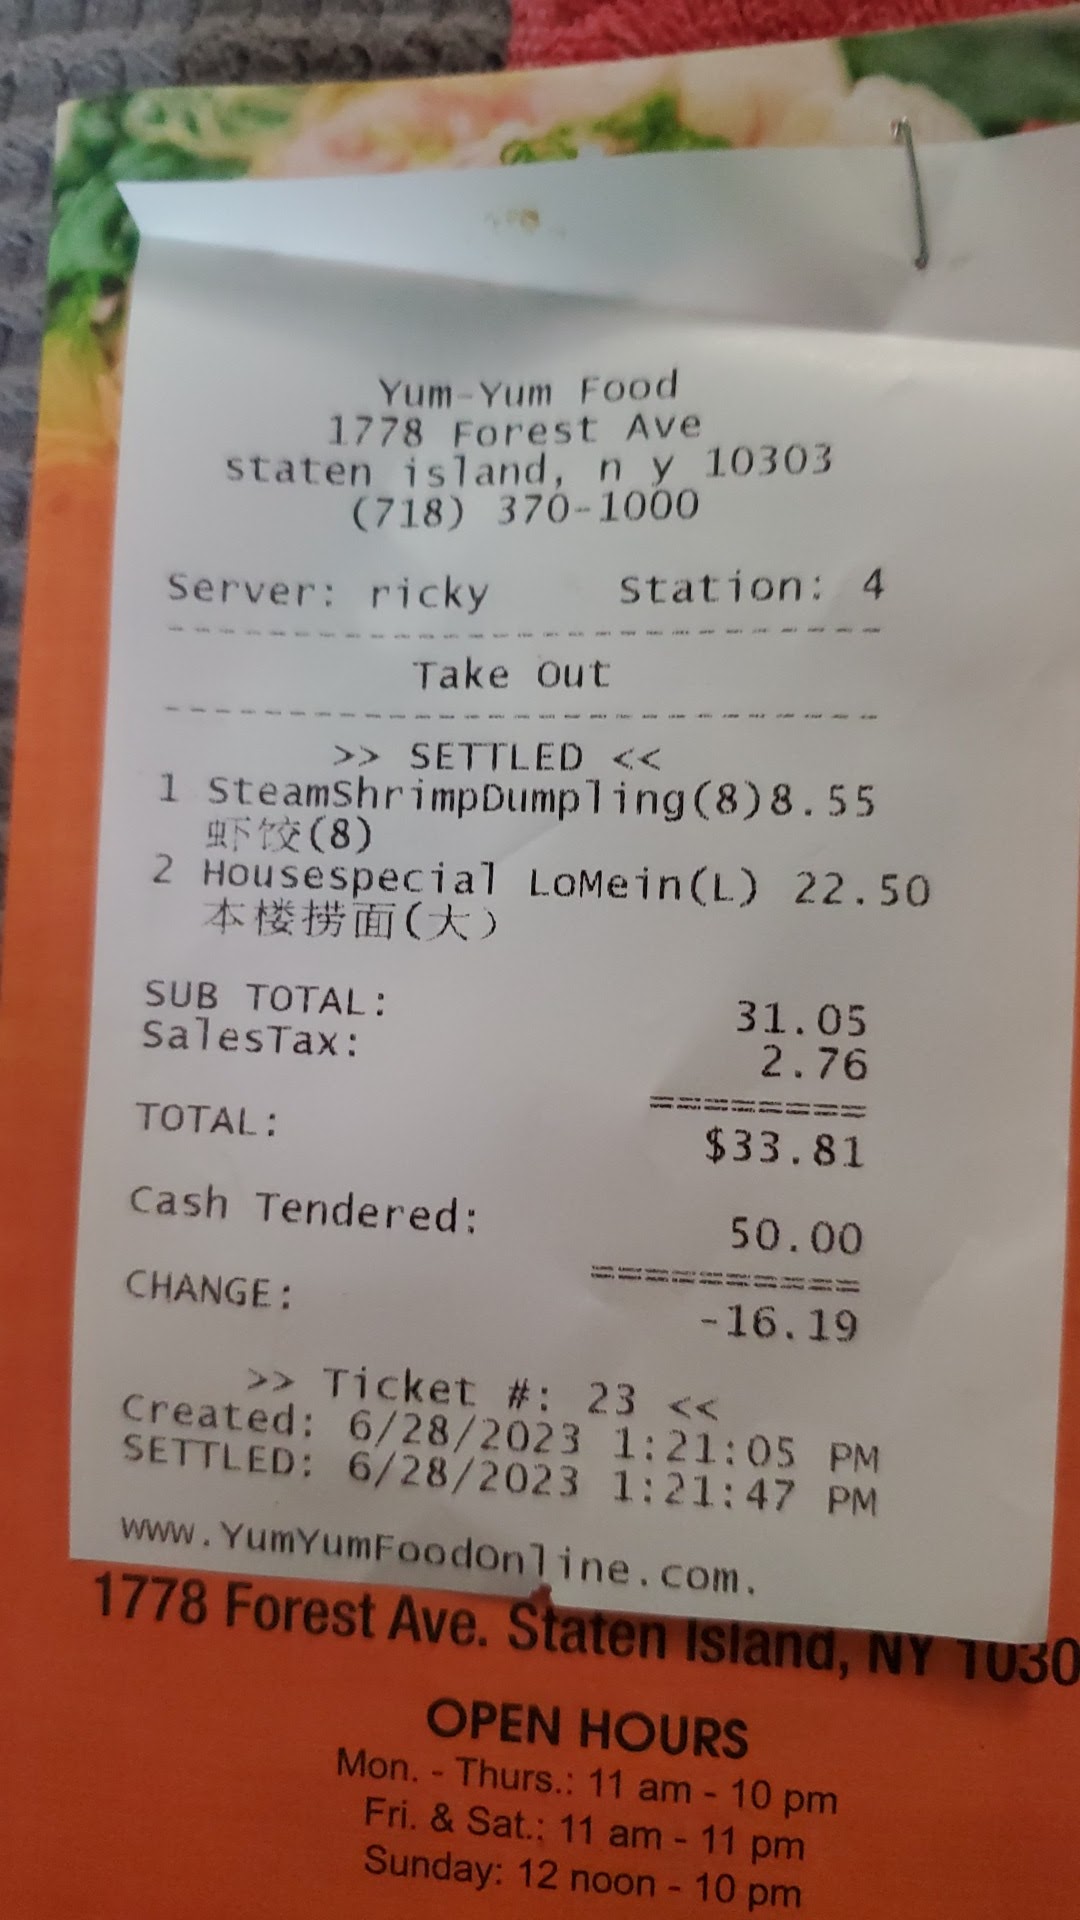 Yum-Yum Food
1778 Forest Ave
staten island, n y 10303
(718) 370-1000
Server: ricky Station: 4
Take Out
>> SETTLED <<
1 SteamShrimpDumpling(8)8.55
虾饺(8)
2 Housespecial LoMein(L) 22.50
本楼捞面(大)
SUB TOTAL: 31.05
SalesTax: 2.76
TOTAL: $33.81
Cash Tendered: 50.00
CHANGE: -16.19
>> Ticket #: 23 <<
Created: 6/28/2023 1:21:05 PM
SETTLED: 6/28/2023 1:21:47 PM
www.YumYumFoodOnline.com.
1778 Forest Ave. Staten Island, NY 1030
OPEN HOURS
Mon. - Thurs.: 11 am - 10 pm
Fri. & Sat.: 11 am - 11 pm
Sunday: 12 noon - 10 pm